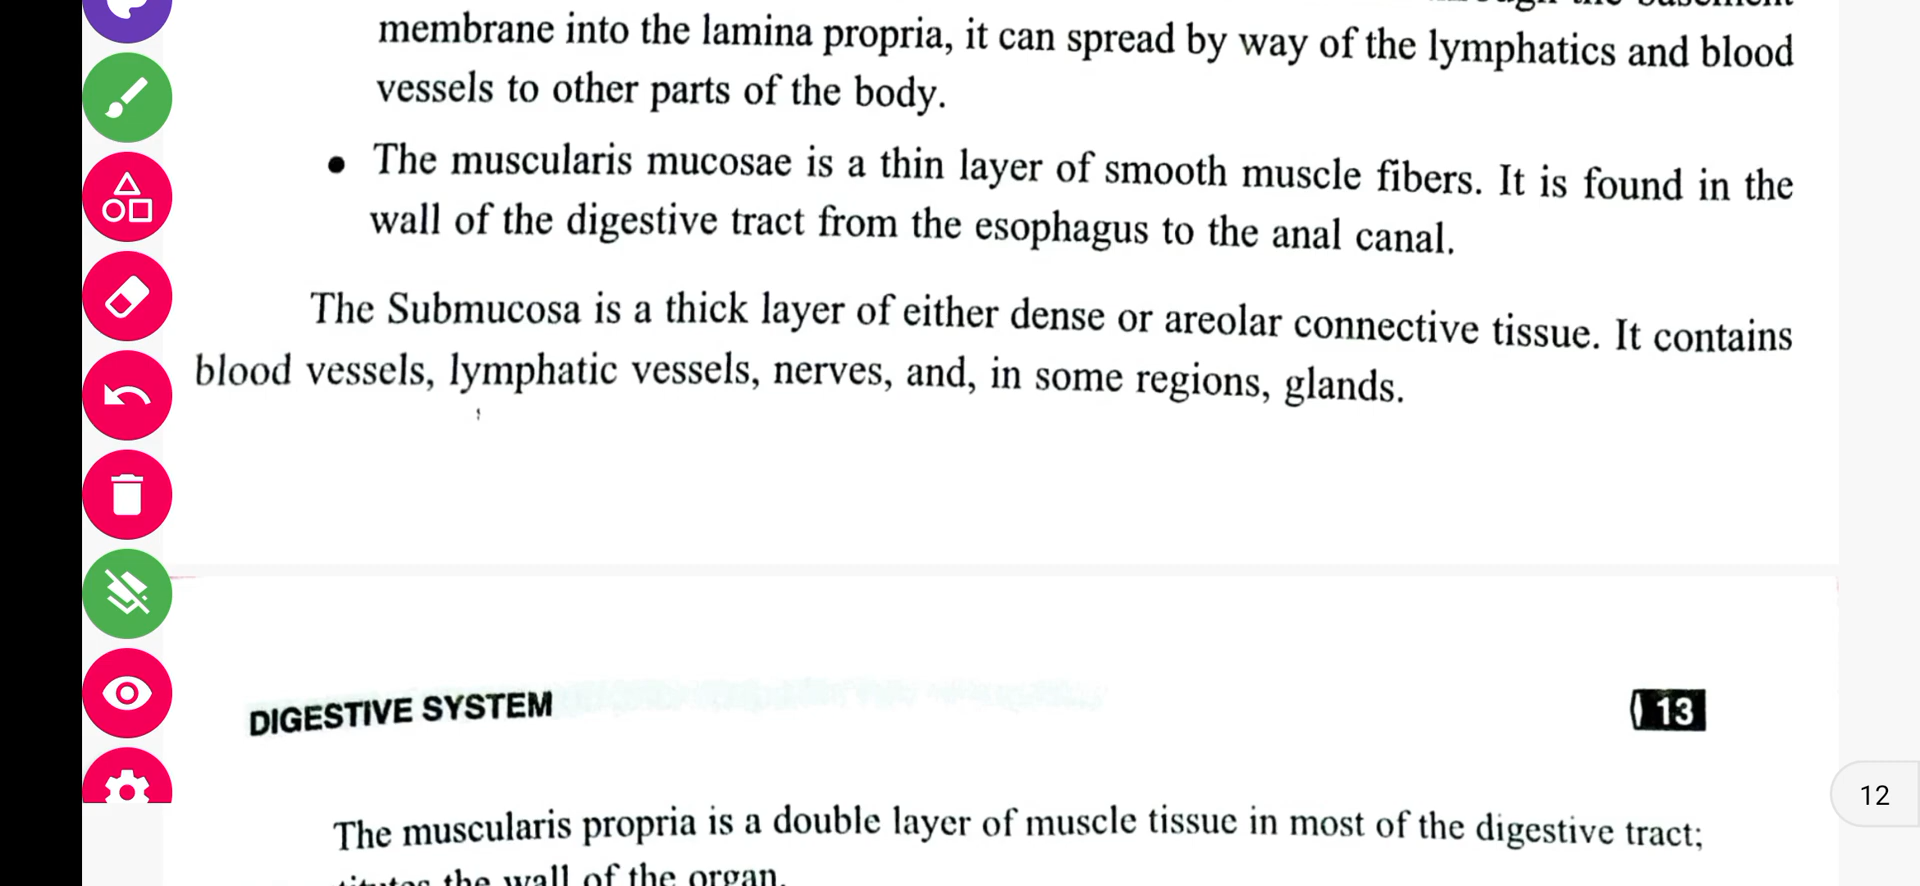 membrane into the lamina propria, it can spread by way of the lymphatics and blood
vessels to other parts of the body.
• The muscularis mucosae is a thin layer of smooth muscle fibers. It is found in the
wall of the digestive tract from the esophagus to the anal canal.
The Submucosa is a thick layer of either dense or areolar connective tissue. It contains
blood vessels, lymphatic vessels, nerves, and, in some regions, glands.
DIGESTIVE SYSTEM
13
12
The muscularis propria is a double layer of muscle tissue in most of the digestive tract;
the wall of the organ.